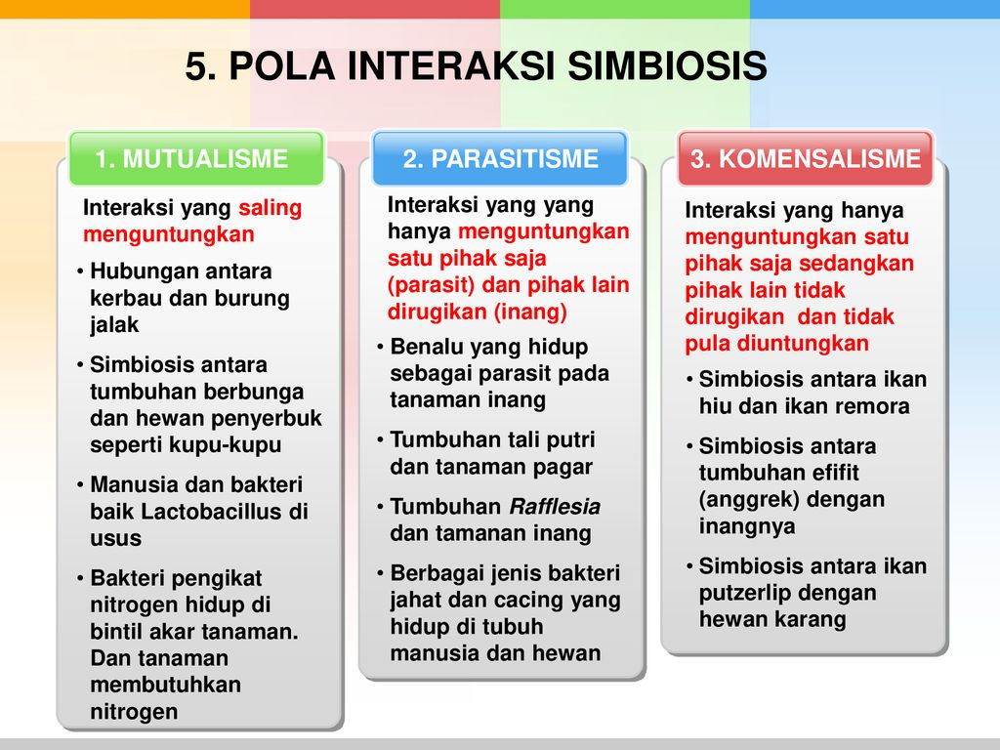 5. POLA INTERAKSI SIMBIOSIS
1. MUTUALISME
Interaksi yang saling
menguntungkan
• Hubungan antara
kerbau dan burung
jalak
• Simbiosis antara
tumbuhan berbunga
dan hewan penyerbuk
seperti kupu-kupu
• Manusia dan bakteri
baik Lactobacillus di
usus
• Bakteri pengikat
nitrogen hidup di
bintil akar tanaman.
Dan tanaman
membutuhkan
nitrogen
2. PARASITISME
Interaksi yang yang
hanya menguntungkan
satu pihak saja
(parasit) dan pihak lain
dirugikan (inang)
• Benalu yang hidup
sebagai parasit pada
tanaman inang
• Tumbuhan tali putri
dan tanaman pagar
• Tumbuhan Rafflesia
dan tamanan inang
• Berbagai jenis bakteri
jahat dan cacing yang
hidup di tubuh
manusia dan hewan
3. KOMENSALISME
Interaksi yang hanya
menguntungkan satu
pihak saja sedangkan
pihak lain tidak
dirugikan dan tidak
pula diuntungkan
• Simbiosis antara ikan
hiu dan ikan remora
• Simbiosis antara
tumbuhan efifit
(anggrek) dengan
inangnya
• Simbiosis antara ikan
putzerlip dengan
hewan karang